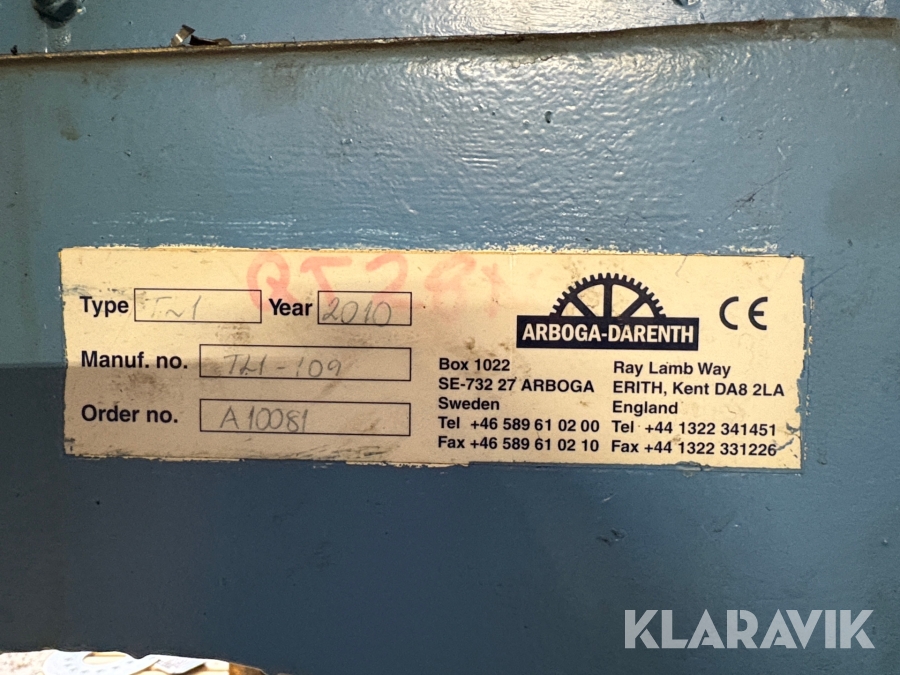 Type Year 2010
Manuf. no.
Order no. A10081
ARBOGA-DARENTH
CE
Box 1022
SE-732 27 ARBOGA
Sweden
Tel +46 589 61 02 00
Fax +46 589 61 02 10
Ray Lamb Way
ERITH, Kent DA8 2LA
England
Tel +44 1322 341451
Fax +44 1322 331226
KLARAVIK